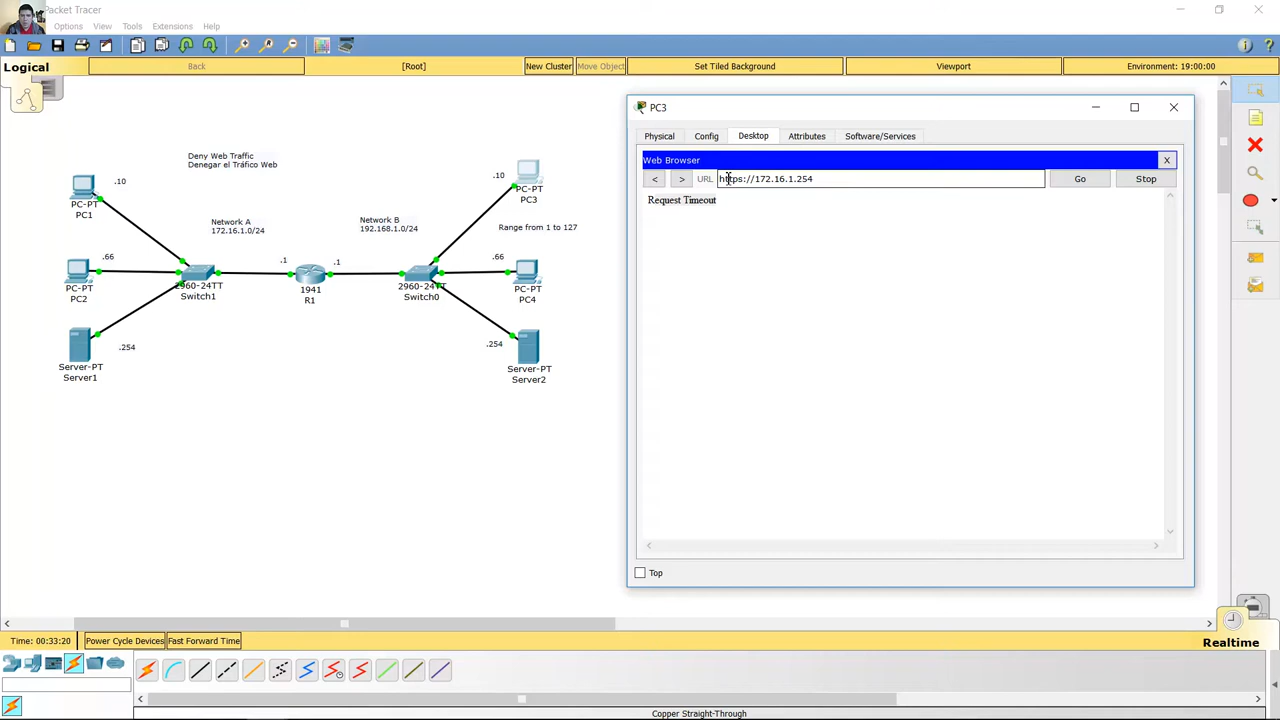 Packet Tracer
Options View Tools Extensions Help
Logical Back [Root] New Cluster Move Object Set Tiled Background Viewport Environment: 19:00:00
Deny Web Traffic
Denegar el Tráfico Web
.10
PC-PT
PC1
Network A
172.16.1.0/24
Network B
192.168.1.0/24
.10
PC-PT
PC3
Range from 1 to 127
.66
PC-PT
PC2
2960-24TT
Switch1
.1
1941
R1
.1
2960-24TT
Switch0
.66
PC-PT
PC4
.254
Server-PT
Server1
.254
Server-PT
Server2
PC3
Physical Config Desktop Attributes Software/Services
Web Browser X
< > URL https://172.16.1.254 Go Stop
Request Timeout
Top
Time: 00:33:20 Power Cycle Devices Fast Forward Time Realtime
Copper Straight-Through